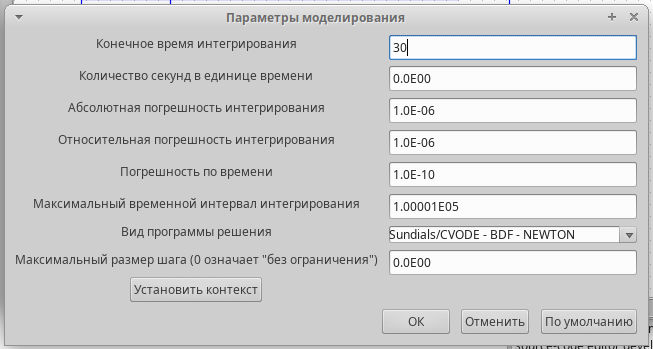 Параметры моделирования
Конечное время интегрирования 30
Количество секунд в единице времени 0.0E00
Абсолютная погрешность интегрирования 1.0E-06
Относительная погрешность интегрирования 1.0E-06
Погрешность по времени 1.0E-10
Максимальный временной интервал интегрирования 1.00001E05
Вид программы решения Sundials/CVODE - BDF - NEWTON
Максимальный размер шага (0 означает "без ограничения") 0.0E00
Установить контекст
ОК Отменить По умолчанию